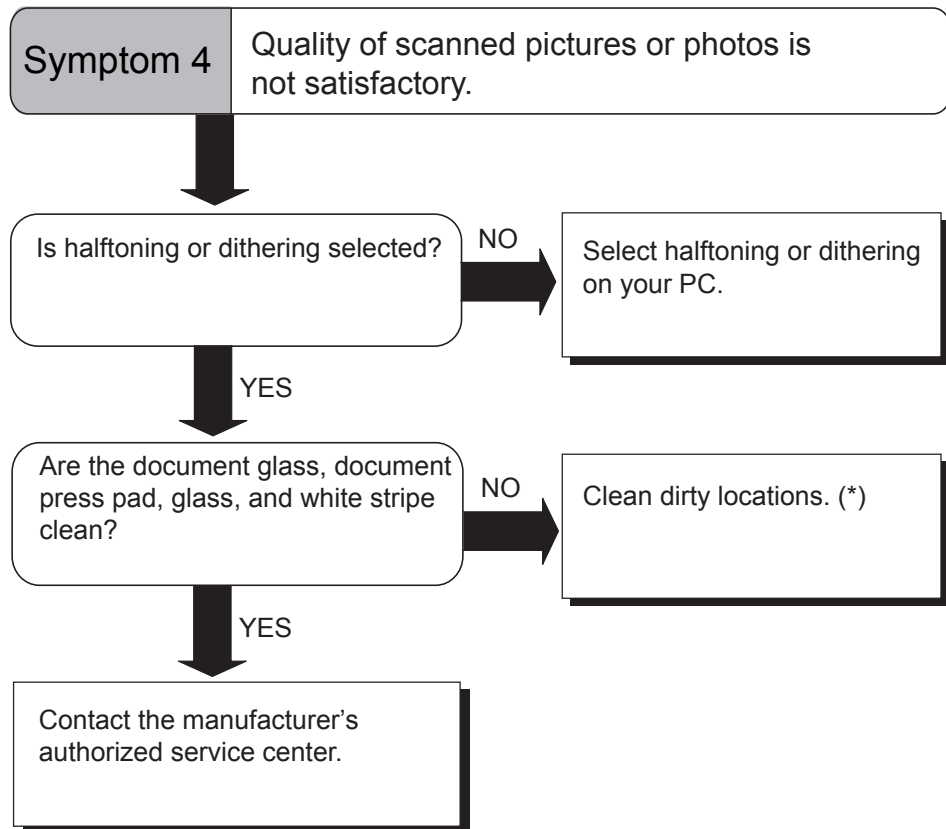 Symptom 4
Quality of scanned pictures or photos is
not satisfactory.
Is halftoning or dithering selected?
NO
Select halftoning or dithering
on your PC.
YES
Are the document glass, document
press pad, glass, and white stripe
clean?
NO
Clean dirty locations. (*)
YES
Contact the manufacturer’s
authorized service center.